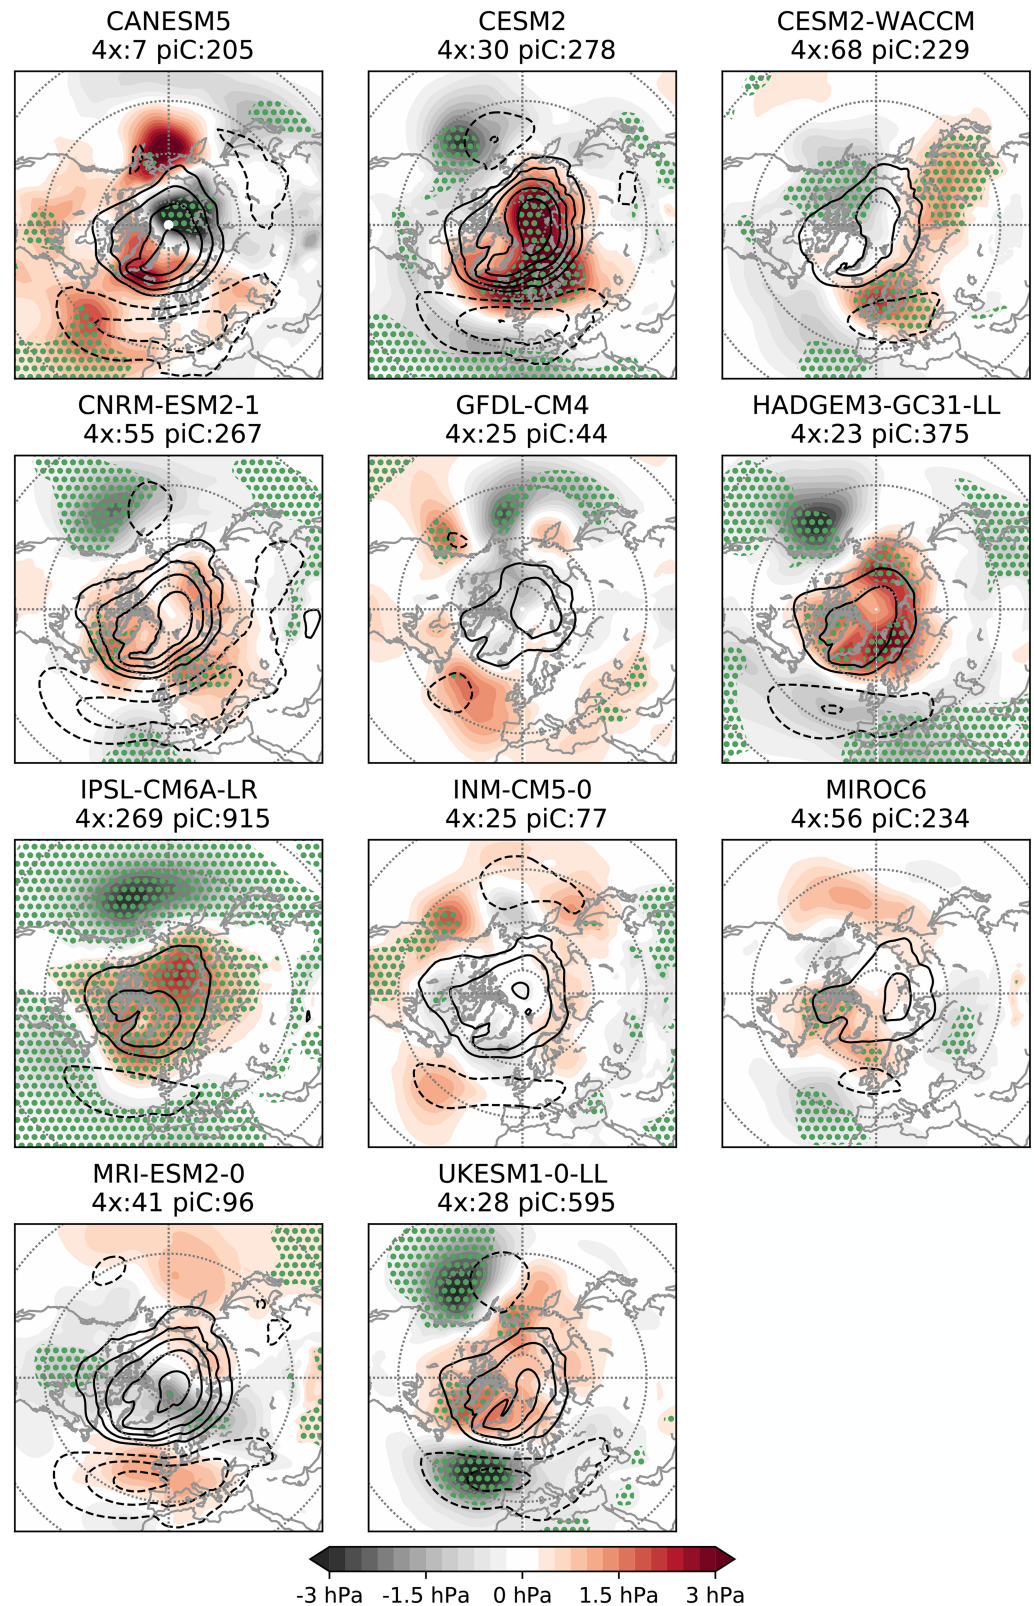 CANESM5
4x:7 piC:205
CESM2
4x:30 piC:278
CESM2-WACCM
4x:68 piC:229
CNRM-ESM2-1
4x:55 piC:267
GFDL-CM4
4x:25 piC:44
HADGEM3-GC31-LL
4x:23 piC:375
IPSL-CM6A-LR
4x:269 piC:915
INM-CM5-0
4x:25 piC:77
MIROC6
4x:56 piC:234
MRI-ESM2-0
4x:41 piC:96
UKESM1-0-LL
4x:28 piC:595
-3 hPa -1.5 hPa 0 hPa 1.5 hPa 3 hPa